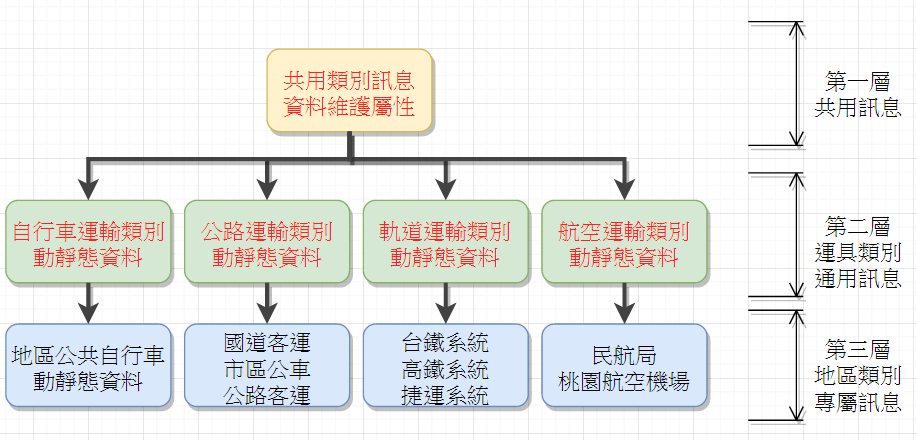 共用類別訊息
資料維護屬性
第一層
共用訊息
自行車運輸類別
動靜態資料
公路運輸類別
動靜態資料
軌道運輸類別
動靜態資料
航空運輸類別
動靜態資料
第二層
運具類別
通用訊息
地區公共自行車
動靜態資料
國道客運
市區公車
公路客運
台鐵系統
高鐵系統
捷運系統
民航局
桃園航空機場
第三層
地區類別
專屬訊息